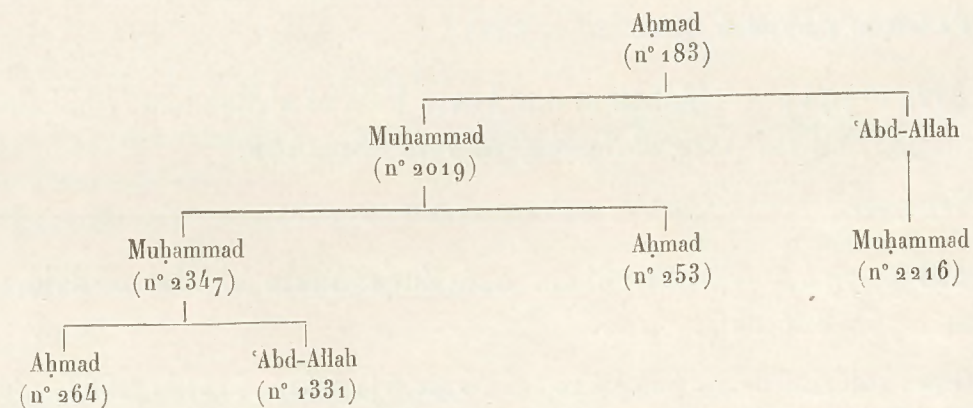 Aḥmad
(n° 183)
Muḥammad
(n° 2019)
ʿAbd-Allah
Muḥammad
(n° 2347)
Aḥmad
(n° 253)
Muḥammad
(n° 2216)
Aḥmad
(n° 264)
ʿAbd-Allah
(n° 1331)